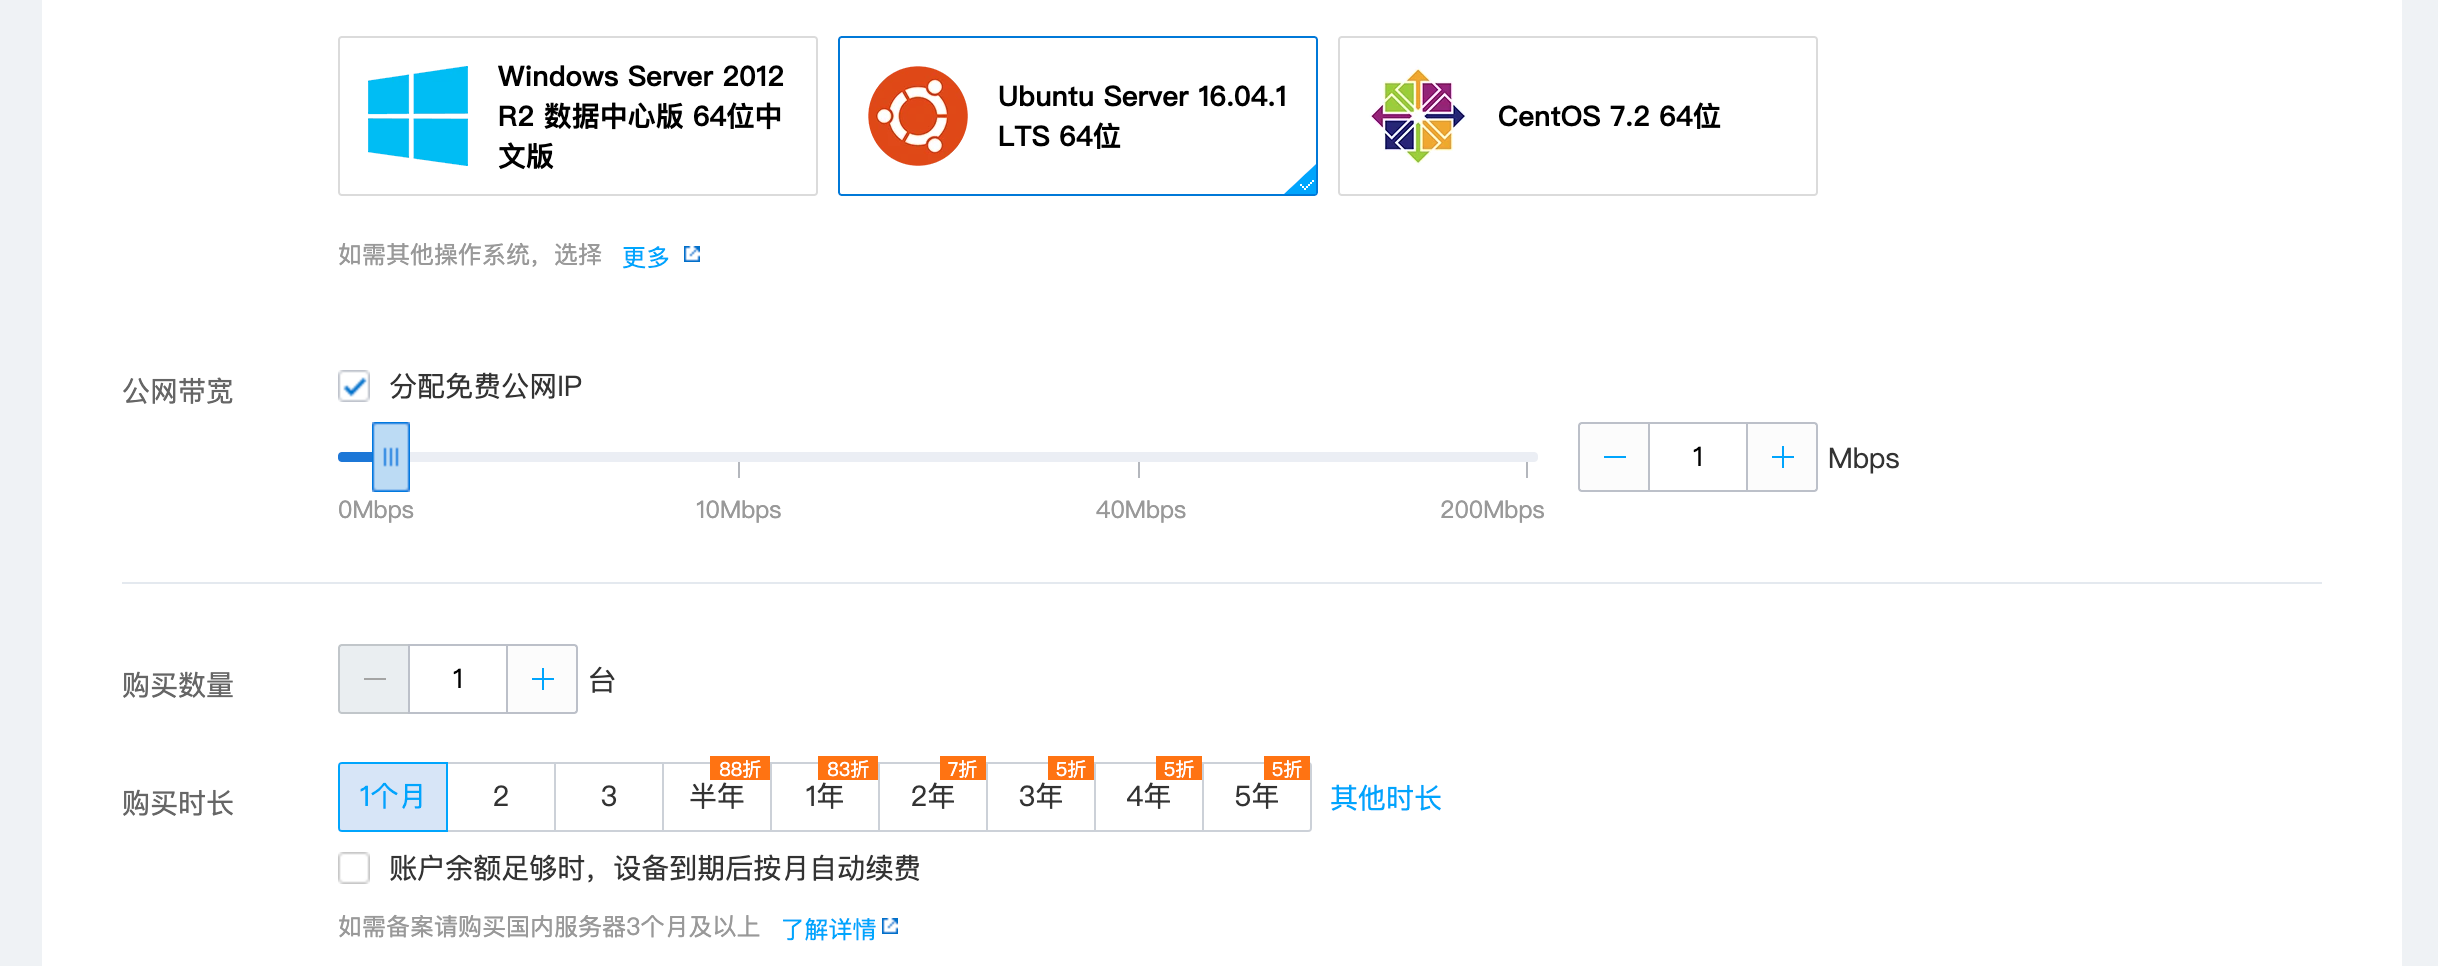 Windows Server 2012
R2 数据中心版 64位中
文版
Ubuntu Server 16.04.1
LTS 64位
CentOS 7.2 64位
如需其他操作系统，选择 更多
公网带宽
分配免费公网IP
1 Mbps
0Mbps 10Mbps 40Mbps 200Mbps
购买数量
1 台
购买时长
88折 83折 7折 5折 5折 5折
1个月 2 3 半年 1年 2年 3年 4年 5年 其他时长
账户余额足够时，设备到期后按月自动续费
如需备案请购买国内服务器3个月及以上 了解详情